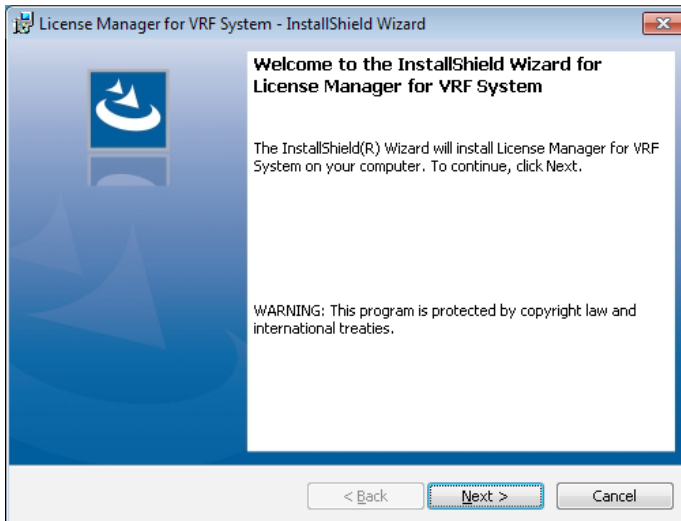 License Manager for VRF System - InstallShield Wizard
Welcome to the InstallShield Wizard for
License Manager for VRF System
The InstallShield(R) Wizard will install License Manager for VRF
System on your computer. To continue, click Next.
WARNING: This program is protected by copyright law and
international treaties.
< Back
Next >
Cancel